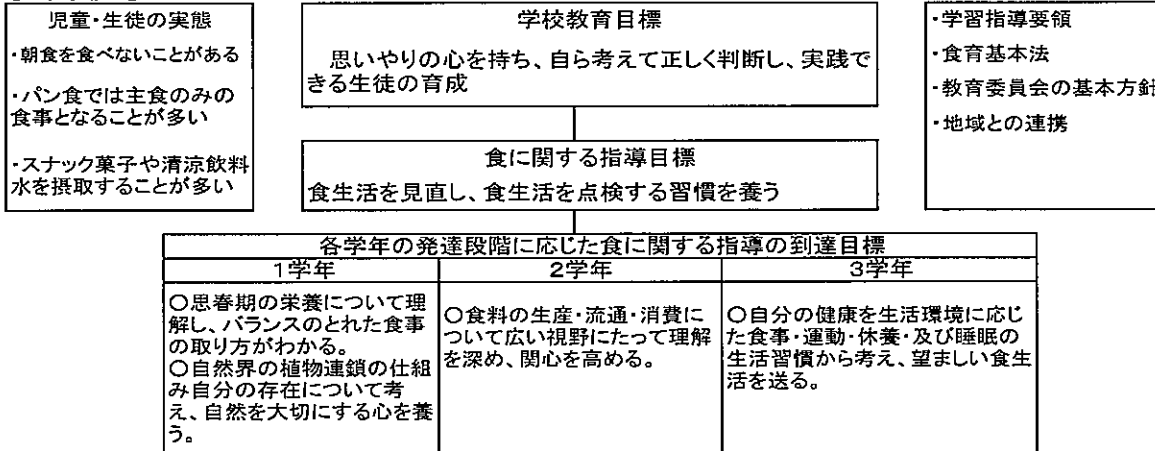 児童・生徒の実態
・朝食を食べないことがある
・パン食では主食のみの
食事となることが多い
・スナック菓子や清涼飲料
水を摂取することが多い
学校教育目標
思いやりの心を持ち、自ら考えて正しく判断し、実践で
きる生徒の育成
・学習指導要領
・食育基本法
・教育委員会の基本方針
・地域との連携
食に関する指導目標
食生活を見直し、食生活を点検する習慣を養う
各学年の発達段階に応じた食に関する指導の到達目標
1学年
2学年
3学年
〇思春期の栄養について理
解し、バランスのとれた食事
の取り方がわかる。
〇自然界の植物連鎖の仕組
み自分の存在について考
え、自然を大切にする心を養
う。
〇食料の生産・流通・消費に
ついて広い視野にたって理解
を深め、関心を高める。
〇自分の健康を生活環境に応じ
た食事・運動・休養・及び睡眠の
生活習慣から考え、望ましい食生
活を送る。